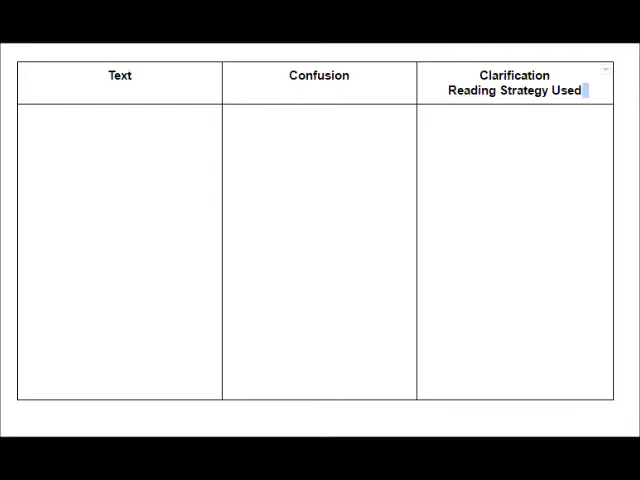 Text
Confusion
Clarification
Reading Strategy Used